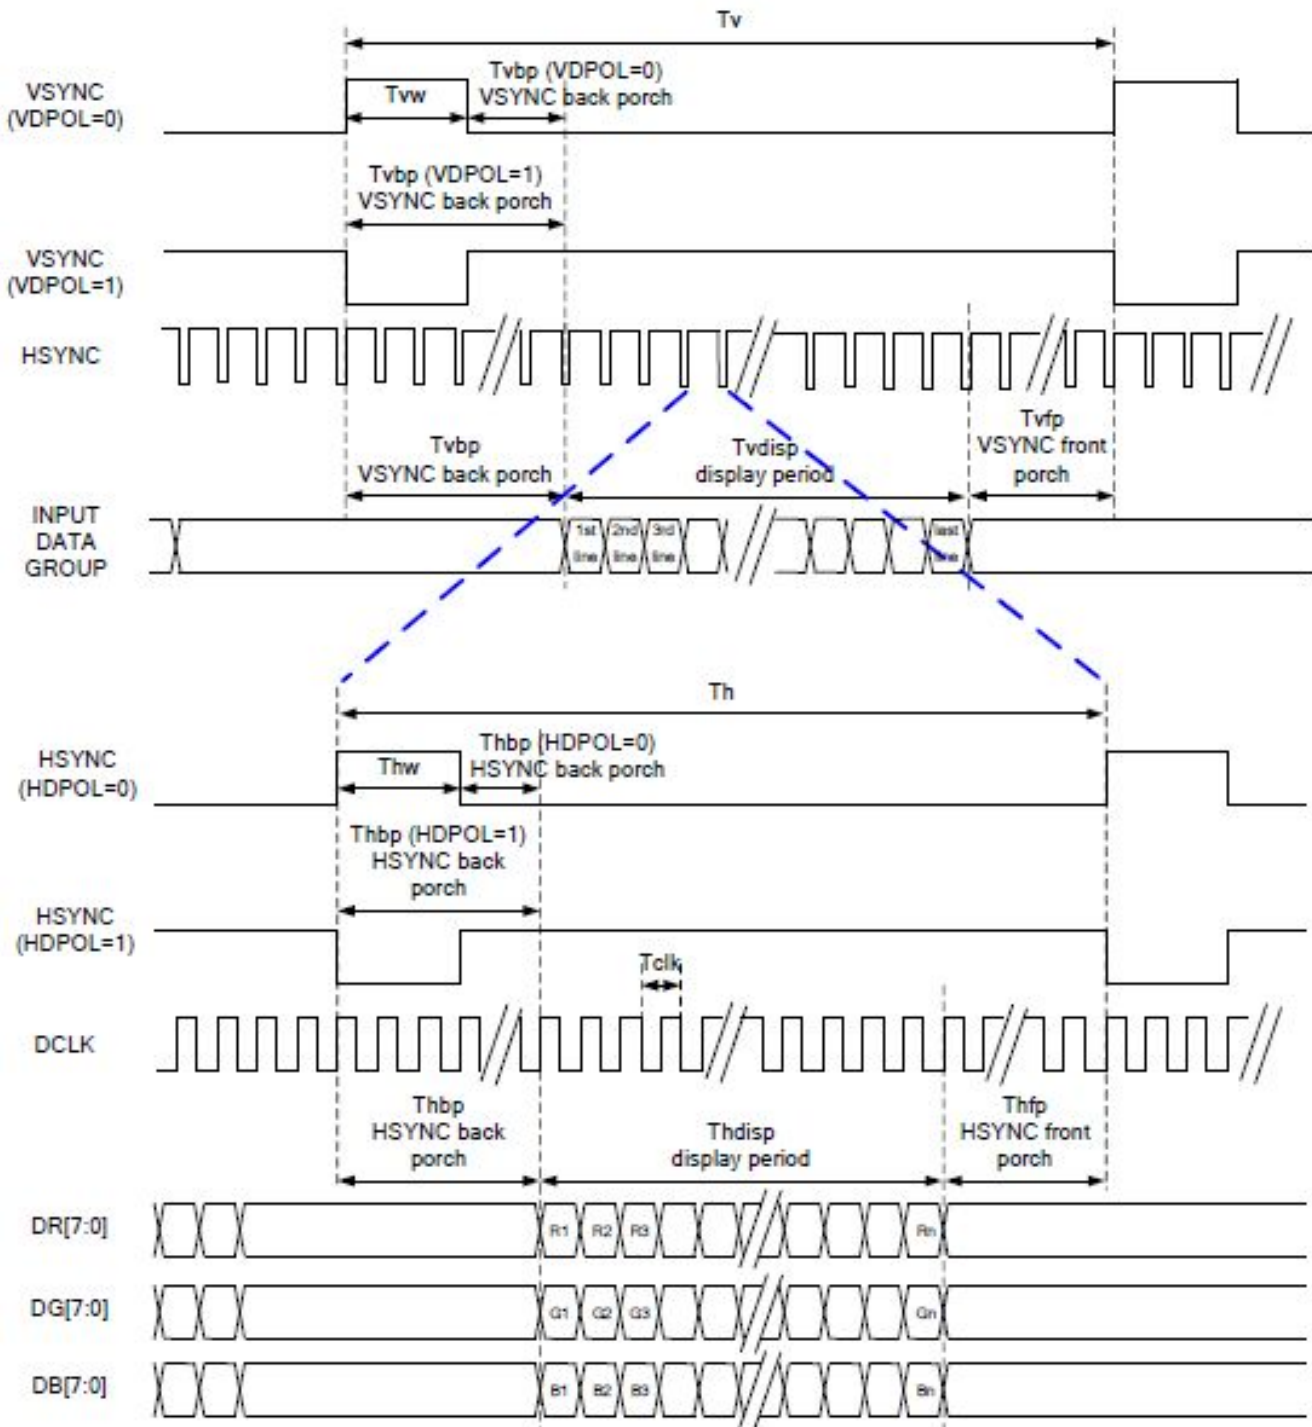 Tv
VSYNC
(VDPOL=0)
Tvw
Tvbp (VDPOL=0)
VSYNC back porch
Tvbp (VDPOL=1)
VSYNC back porch
VSYNC
(VDPOL=1)
HSYNC
Tvbp
VSYNC back porch
Tvdisp
display period
Tvfp
VSYNC front
porch
INPUT
DATA
GROUP
1st
line
2nd
line
3rd
line
last
line
Th
HSYNC
(HDPOL=0)
Thw
Thbp (HDPOL=0)
HSYNC back porch
Thbp (HDPOL=1)
HSYNC back
porch
HSYNC
(HDPOL=1)
Tclk
DCLK
Thbp
HSYNC back
porch
Thdisp
display period
Thfp
HSYNC front
porch
DR[7:0]
R1 R2 R3 Rn
DG[7:0]
G1 G2 G3 Gn
DB[7:0]
B1 B2 B3 Bn